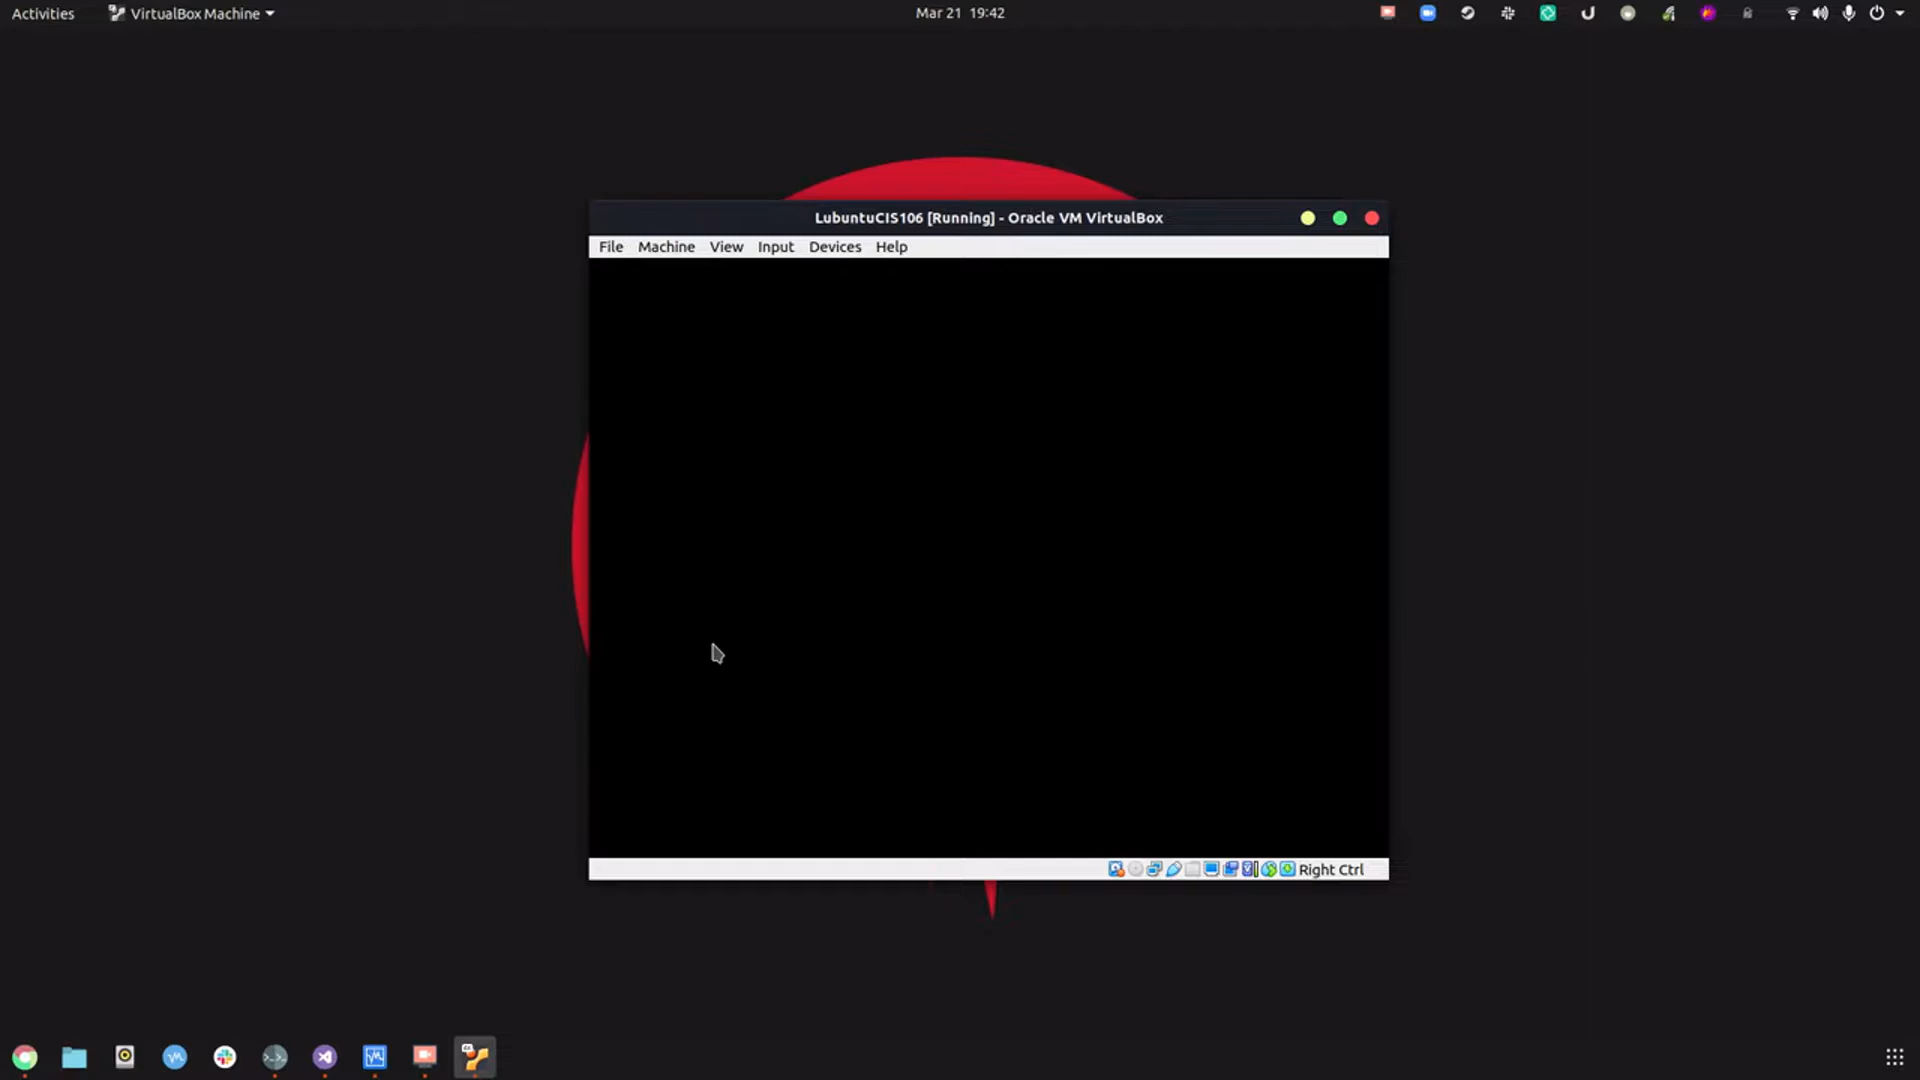 Activities
VirtualBox Machine
Mar 21 19:42
LubuntuCIS106 [Running] - Oracle VM VirtualBox
File Machine View Input Devices Help
Right Ctrl